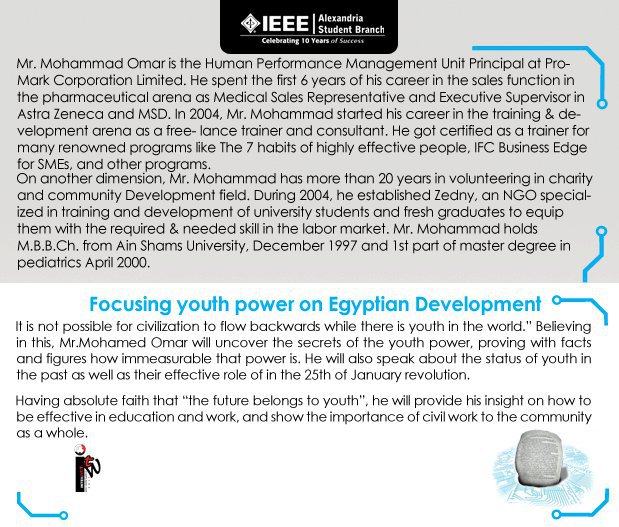 IEEE
Alexandria
Student Branch
Celebrating 10 Years of Success
Mr. Mohammad Omar is the Human Performance Management Unit Principal at Pro-
Mark Corporation Limited. He spent the first 6 years of his career in the sales function in
the pharmaceutical arena as Medical Sales Representative and Executive Supervisor in
Astra Zeneca and MSD. In 2004, Mr. Mohammad started his career in the training & de-
velopment arena as a free- lance trainer and consultant. He got certified as a trainer for
many renowned programs like The 7 habits of highly effective people, IFC Business Edge
for SMEs, and other programs.
On another dimension, Mr. Mohammad has more than 20 years in volunteering in charity
and community Development field. During 2004, he established Zedny, an NGO special-
ized in training and development of university students and fresh graduates to equip
them with the required & needed skill in the labor market. Mr. Mohammad holds
M.B.B.Ch. from Ain Shams University, December 1997 and 1st part of master degree in
pediatrics April 2000.
Focusing youth power on Egyptian Development
It is not possible for civilization to flow backwards while there is youth in the world.” Believing
in this, Mr.Mohamed Omar will uncover the secrets of the youth power, proving with facts
and figures how immeasurable that power is. He will also speak about the status of youth in
the past as well as their effective role of in the 25th of January revolution.
Having absolute faith that “the future belongs to youth”, he will provide his insight on how to
be effective in education and work, and show the importance of civil work to the community
as a whole.